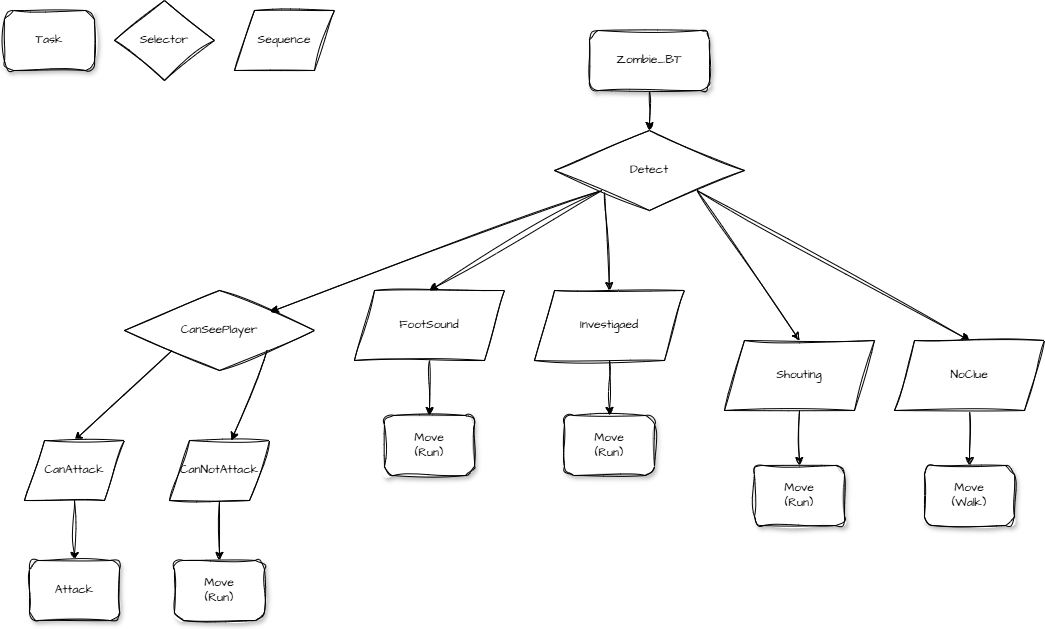 Task
Selector
Sequence
Zombie_BT
Detect
CanSeePlayer
FootSound
Investigaed
Shouting
NoClue
CanAttack
CanNotAttack
Move
(Run)
Move
(Run)
Move
(Run)
Move
(Walk)
Attack
Move
(Run)